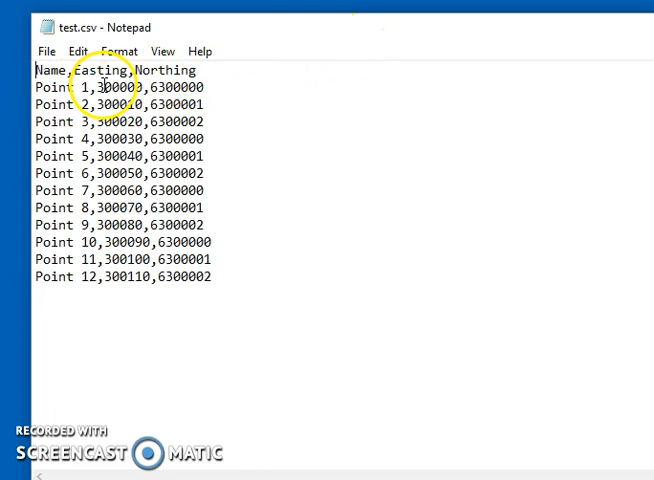 test.csv - Notepad
File Edit Format View Help
Name,Easting,Northing
Point 1,300000,6300000
Point 2,300010,6300001
Point 3,300020,6300002
Point 4,300030,6300000
Point 5,300040,6300001
Point 6,300050,6300002
Point 7,300060,6300000
Point 8,300070,6300001
Point 9,300080,6300002
Point 10,300090,6300000
Point 11,300100,6300001
Point 12,300110,6300002
RECORDED WITH
SCREENCAST MATIC